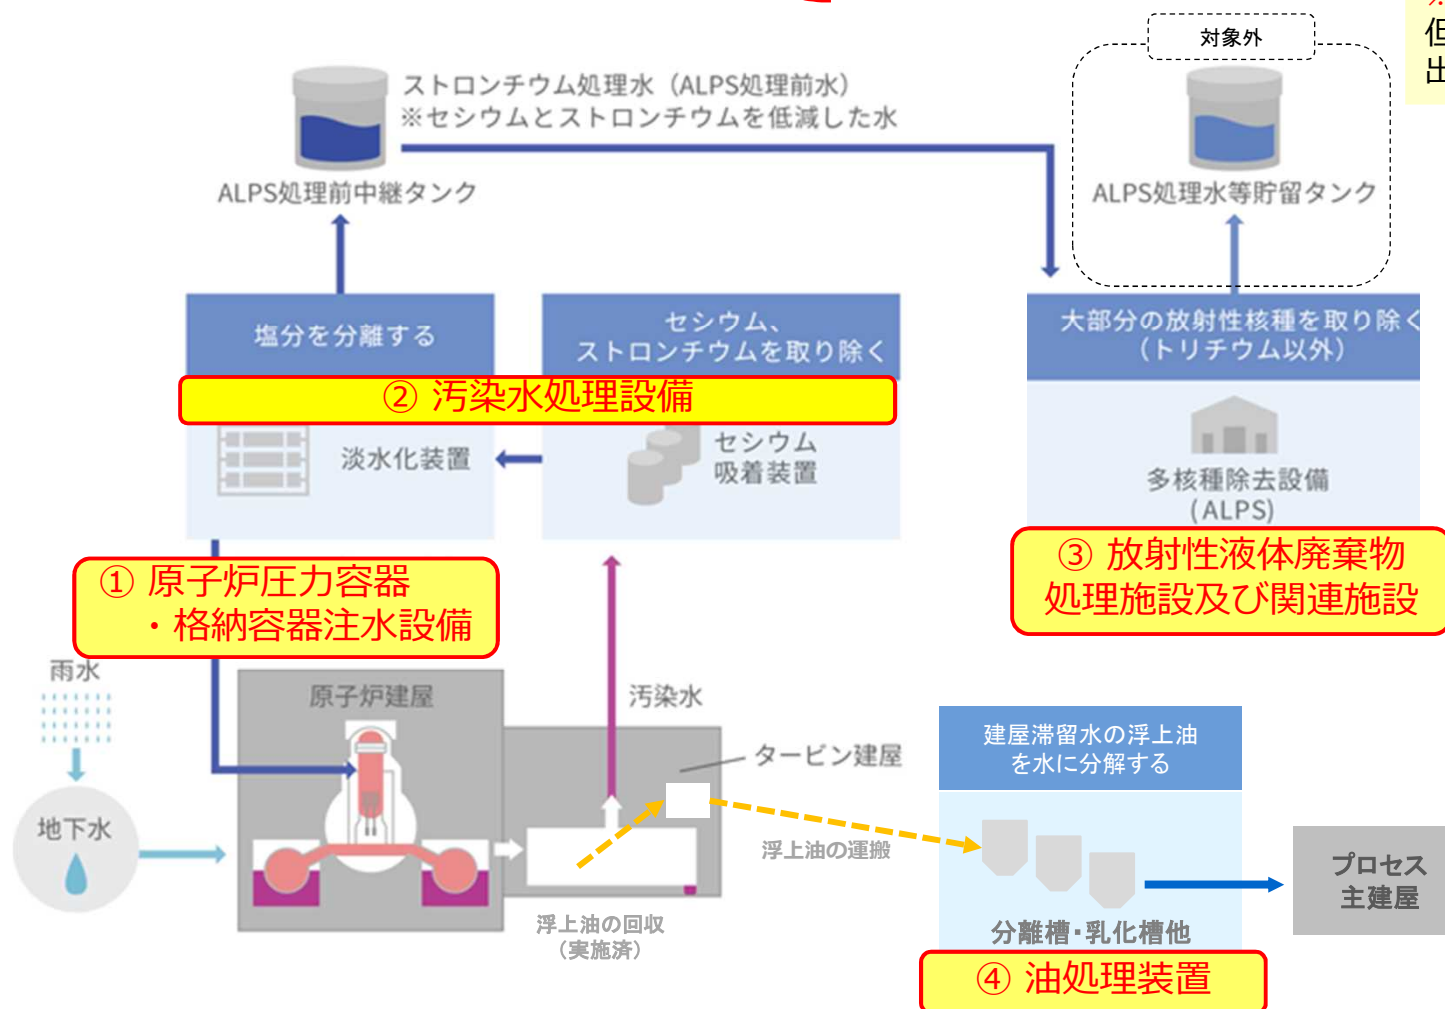 ※
但
出
対象外
ストロンチウム処理水（ALPS処理前水）
※セシウムとストロンチウムを低減した水
ALPS処理前中継タンク
ALPS処理水等貯留タンク
塩分を分離する
セシウム、
ストロンチウムを取り除く
大部分の放射性核種を取り除く
（トリチウム以外）
② 汚染水処理設備
淡水化装置
セシウム
吸着装置
多核種除去設備
(ALPS)
③ 放射性液体廃棄物
処理施設及び関連施設
① 原子炉圧力容器
・格納容器注水設備
雨水
地下水
原子炉建屋
汚染水
タービン建屋
建屋滞留水の浮上油
を水に分解する
浮上油の運搬
浮上油の回収
（実施済）
分離槽・乳化槽他
プロセス
主建屋
④ 油処理装置